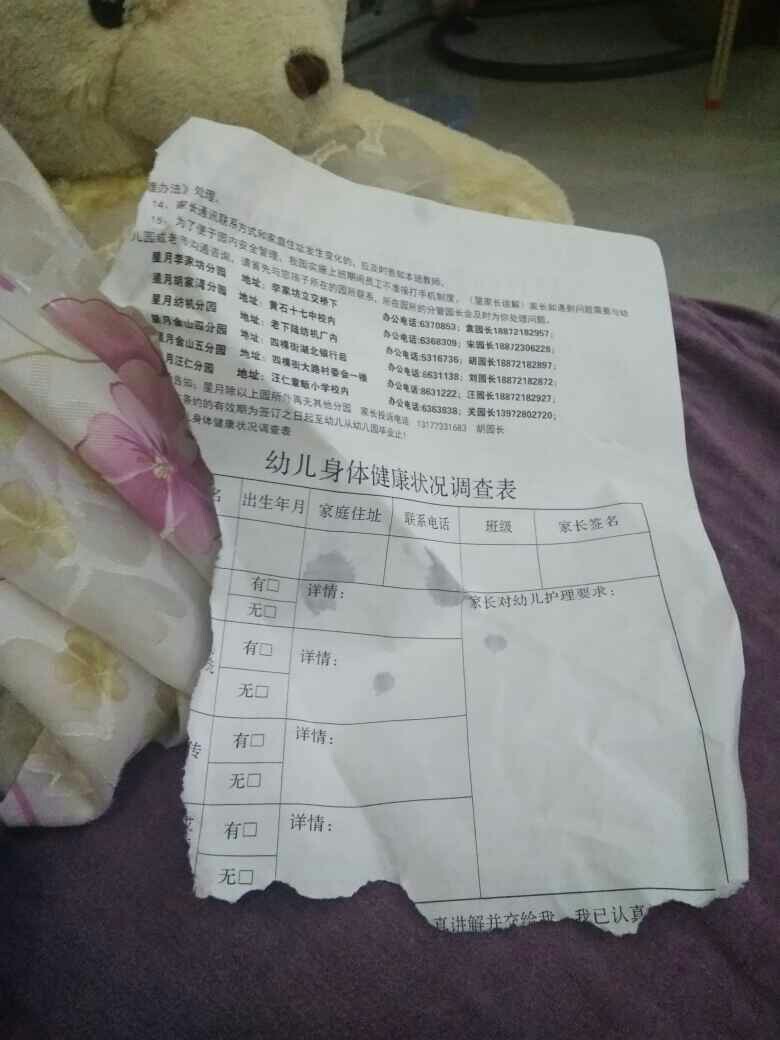 理办法》处理。
14、家长通讯联系方式和家庭住址发生变化的，应及时告知本班教师。
15、为了便于园内安全管理，我园实施上班期间员工不准接打手机制度，（望家长谅解）家长如遇到问题需要与幼
儿园或老师沟通咨询，请首先与您孩子所在的园所联系，所在园所的分管园长会及时为你处理问题。
星月李家坊分园 地址：李家坊立交桥下 办公电话:6370853；袁园长18872182957；
星月胡家湾分园 地址：黄石十七中校内 办公电话:6368309；宋园长18872306228；
星月纺机分园 地址：老下陆纺机厂内 办公电话:5316736；胡园长18872182897；
星月金山四分园 地址：四棵街湖北银行后 办公电话:8631138；刘园长18872182872；
星月金山五分园 地址：四棵街大路村委会一楼 办公电话:8631222；汪园长18872182927；
月汪仁分园 地址：汪仁章畈小学校内 办公电话:6363838；关园长13972802720；
告知：星月除以上园所外再无其他分园 家长投诉电话 13177331683 胡园长
条约的有效期为签订之日起至幼儿从幼儿园毕业止！
身体健康状况调查表
幼儿身体健康状况调查表
名 出生年月 家庭住址 联系电话 班级 家长签名
有□ 详情： 家长对幼儿护理要求：
无□
有□ 详情：
无□
传 有□ 详情：
无□
有□ 详情：
无□
真讲解并交给我，我已认真